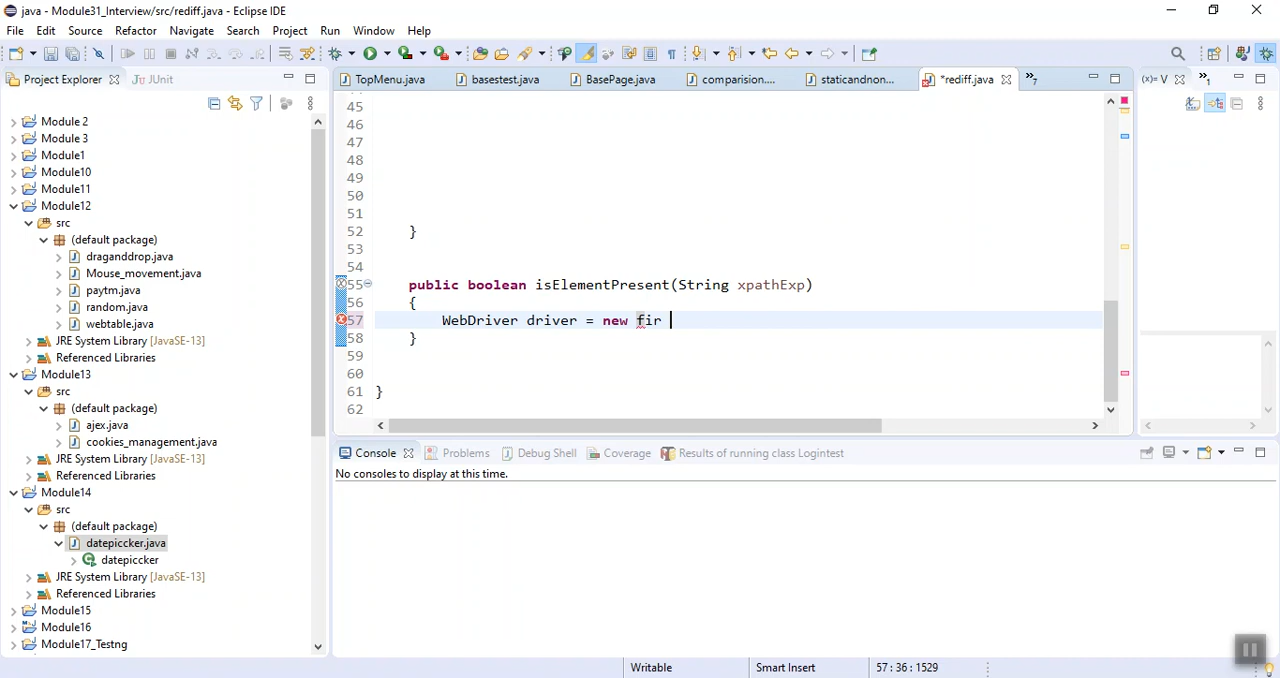 java - Module31_Interview/src/rediff.java - Eclipse IDE
File Edit Source Refactor Navigate Search Project Run Window Help
Project Explorer JUnit
TopMenu.java basestest.java BasePage.java comparision.... staticandnon... *rediff.java »7 (x)= V »1
Module 2
Module 3
Module1
Module10
Module11
Module12
src
(default package)
draganddrop.java
Mouse_movement.java
paytm.java
random.java
webtable.java
JRE System Library [JavaSE-13]
Referenced Libraries
Module13
src
(default package)
ajex.java
cookies_management.java
JRE System Library [JavaSE-13]
Referenced Libraries
Module14
src
(default package)
datepiccker.java
datepiccker
JRE System Library [JavaSE-13]
Referenced Libraries
Module15
Module16
Module17_Testng
45
46
47
48
49
50
51
52 }
53
54
55 public boolean isElementPresent(String xpathExp)
56 {
57 WebDriver driver = new fir
58 }
59
60
61 }
62
Console Problems Debug Shell Coverage Results of running class Logintest
No consoles to display at this time.
Writable Smart Insert 57 : 36 : 1529